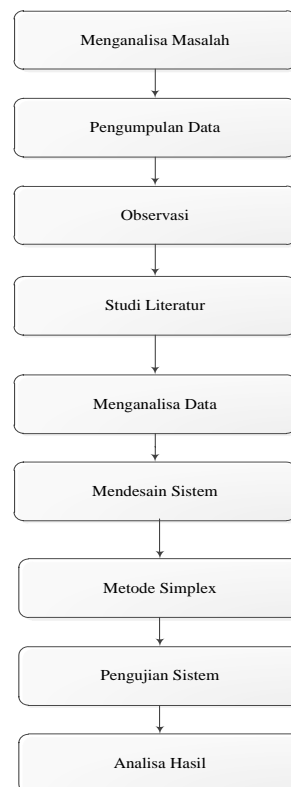 Menganalisa Masalah
Pengumpulan Data
Observasi
Studi Literatur
Menganalisa Data
Mendesain Sistem
Metode Simplex
Pengujian Sistem
Analisa Hasil